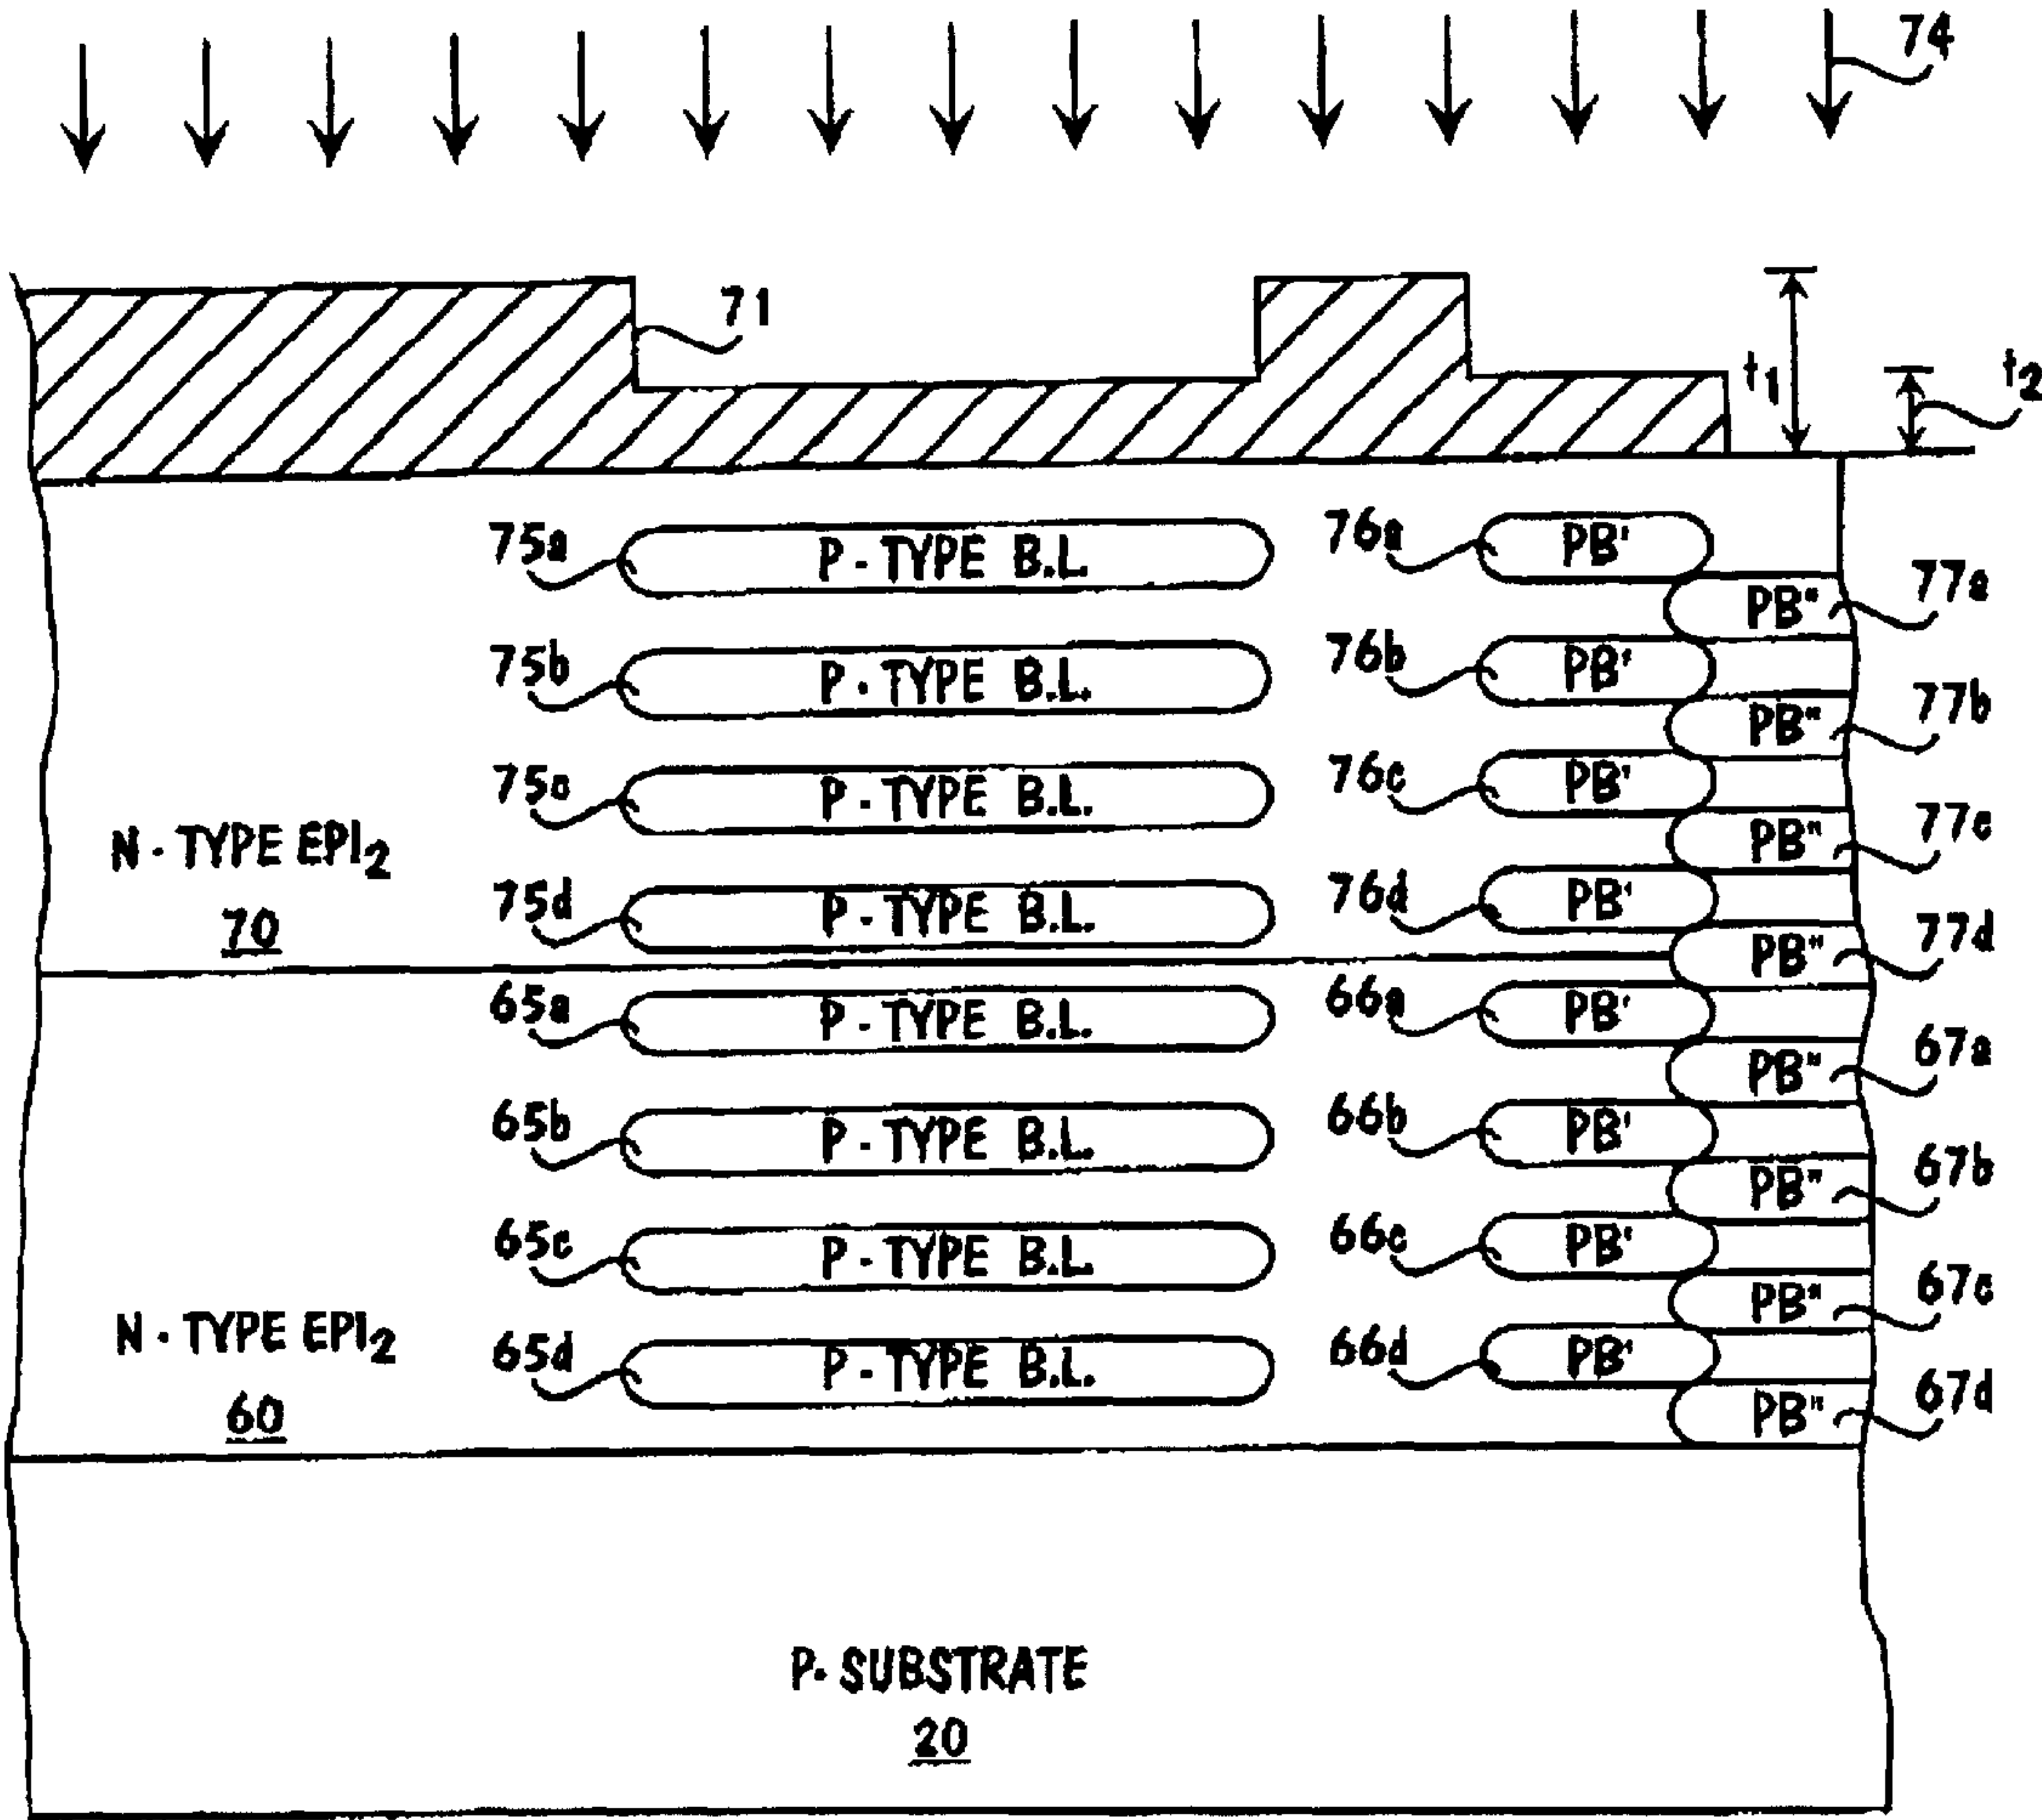 74
71
t1
t2
75a P-TYPE B.L. 76a PB'
PB" 77a
75b P-TYPE B.L. 76b PB'
PB" 77b
75c P-TYPE B.L. 76c PB'
PB" 77c
N-TYPE EPI2
70
75d P-TYPE B.L. 76d PB'
PB" 77d
65a P-TYPE B.L. 66a PB'
PB" 67a
65b P-TYPE B.L. 66b PB'
PB" 67b
65c P-TYPE B.L. 66c PB'
PB" 67c
N-TYPE EPI2
60
65d P-TYPE B.L. 66d PB'
PB" 67d
P-SUBSTRATE
20